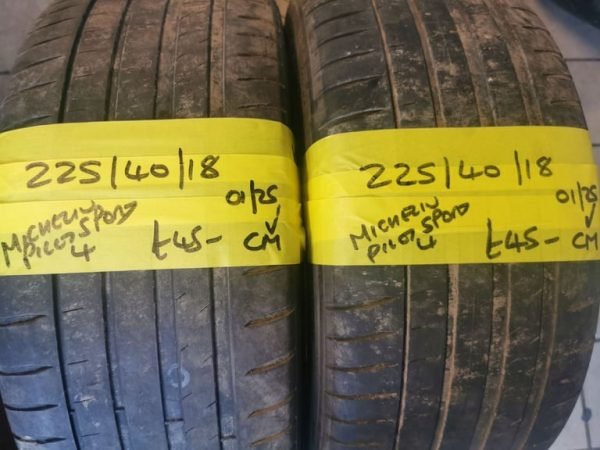 225/40/18
01/25
MICHELIN
PILOT SPORT
4
£45-
CM
225/40/18
01/25
MICHELIN
PILOT SPORT
4
£45-
CM